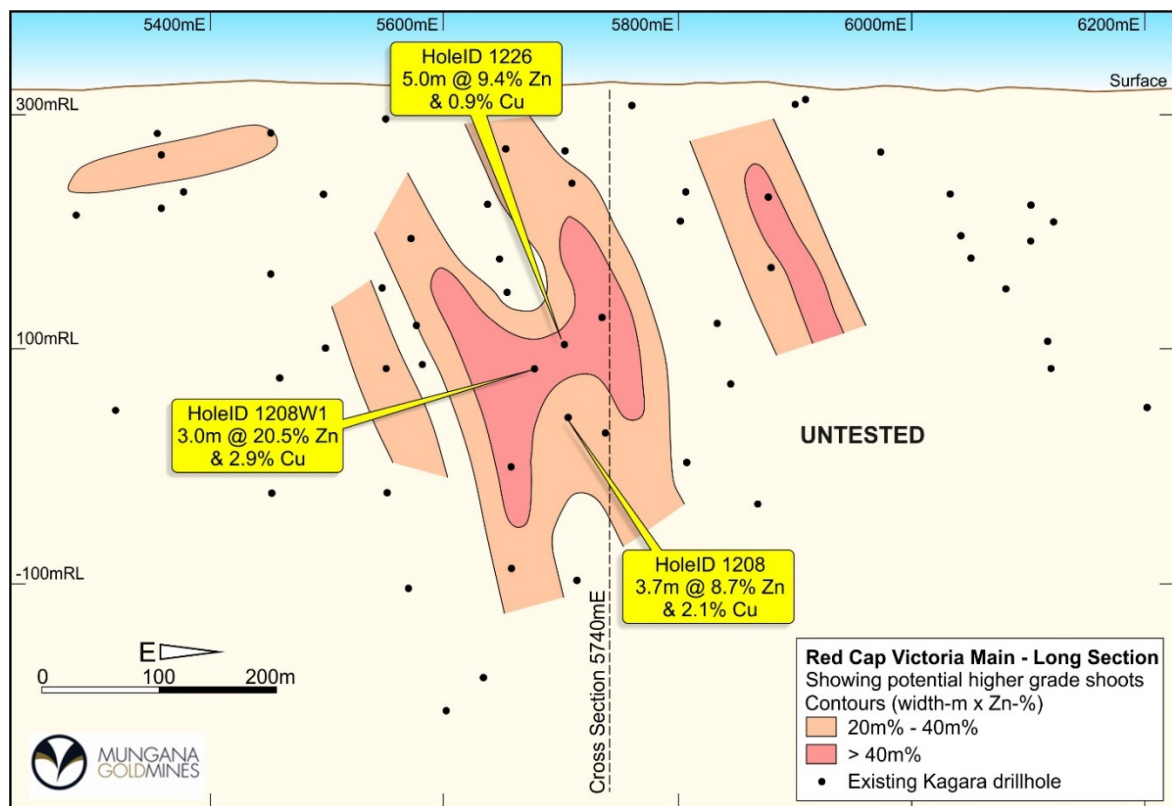 5400mE
5600mE
5800mE
6000mE
6200mE
HoleID 1226
5.0m @ 9.4% Zn
& 0.9% Cu
Surface
300mRL
100mRL
HoleID 1208W1
3.0m @ 20.5% Zn
& 2.9% Cu
UNTESTED
-100mRL
HoleID 1208
3.7m @ 8.7% Zn
& 2.1% Cu
Cross Section 5740mE
E
0 100 200m
MUNGANA
GOLDMINES
Red Cap Victoria Main - Long Section
Showing potential higher grade shoots
Contours (width-m x Zn-%)
20m% - 40m%
> 40m%
Existing Kagara drillhole